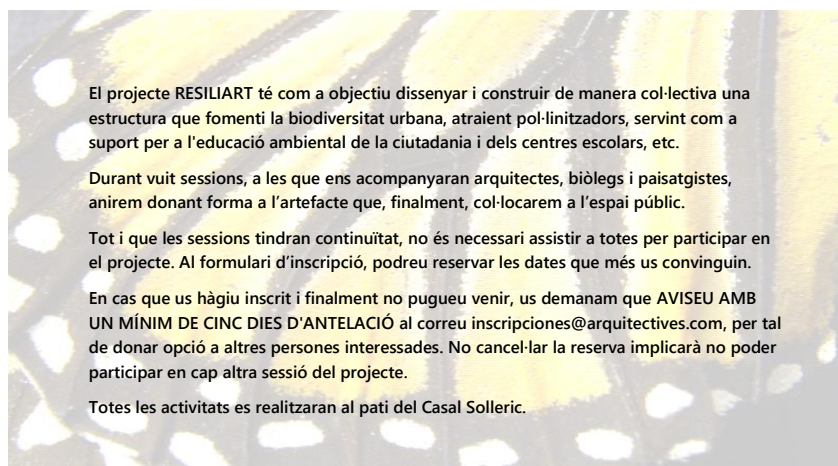 El projecte RESILIART té com a objectiu dissenyar i construir de manera col·lectiva una
estructura que fomenti la biodiversitat urbana, atraient pol·linitzadors, servint com a
suport per a l'educació ambiental de la ciutadania i dels centres escolars, etc.
Durant vuit sessions, a les que ens acompanyaran arquitectes, biòlegs i paisatgistes,
anirem donant forma a l’artefacte que, finalment, col·locarem a l’espai públic.
Tot i que les sessions tindran continuïtat, no és necessari assistir a totes per participar en
el projecte. Al formulari d’inscripció, podreu reservar les dates que més us convinguin.
En cas que us hàgiu inscrit i finalment no pugueu venir, us demanam que AVISEU AMB
UN MÍNIM DE CINC DIES D'ANTELACIÓ al correu inscripciones@arquitectives.com, per tal
de donar opció a altres persones interessades. No cancel·lar la reserva implicarà no poder
participar en cap altra sessió del projecte.
Totes les activitats es realitzaran al pati del Casal Solleric.